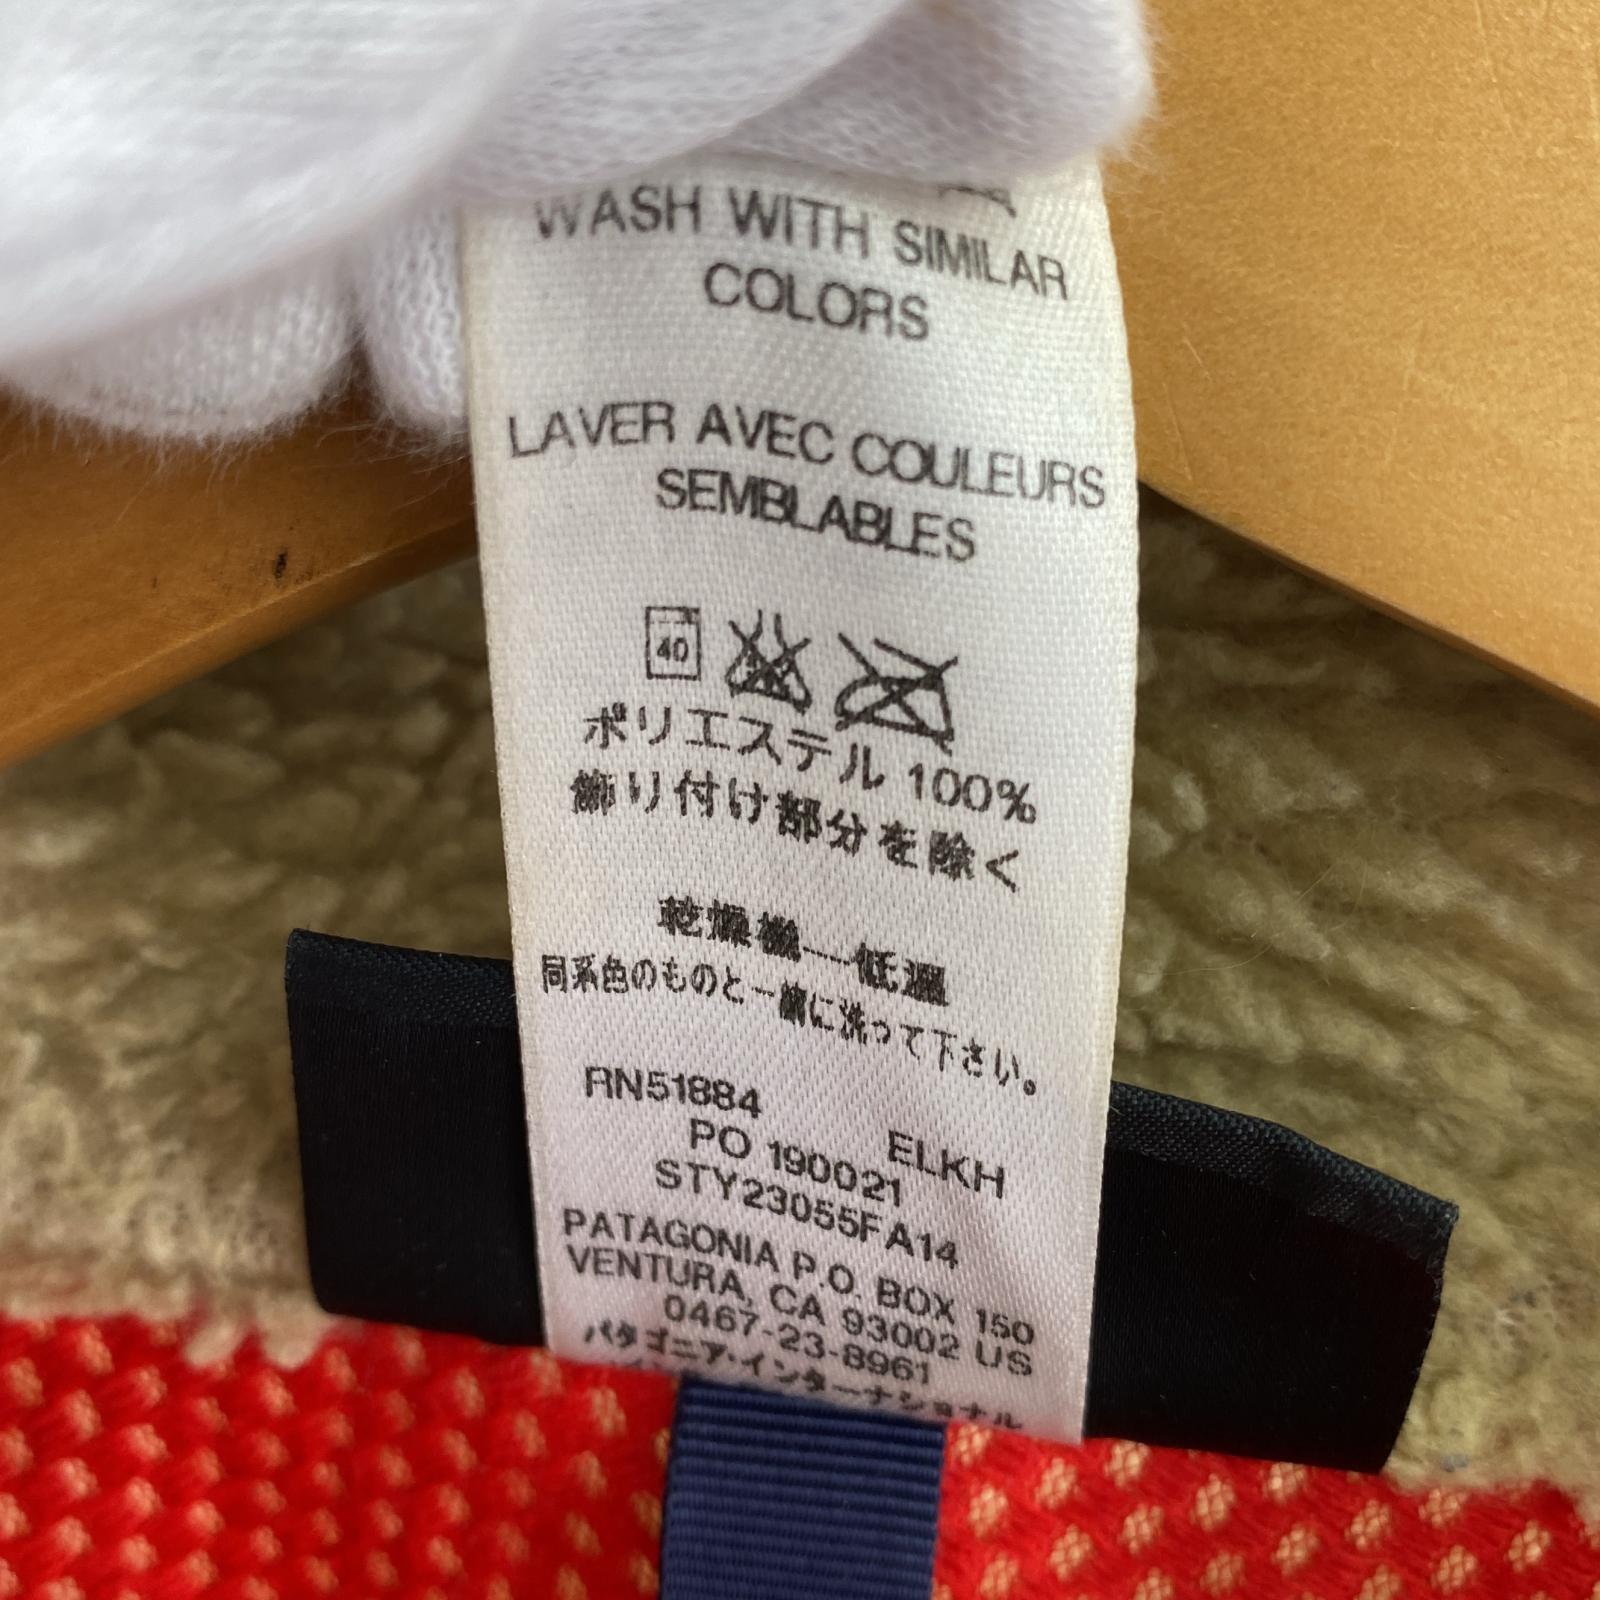 WASH WITH SIMILAR
COLORS
LAVER AVEC COULEURS
SEMBLABLES
40
ポリエステル 100%
飾り付け部分を除く
乾燥機―低温
同系色のものと一緒に洗って下さい。
RN51884
ELKH
PO 190021
STY23055FA14
PATAGONIA P.O. BOX 150
VENTURA, CA 93002 US
0467-23-8961
パタゴニア・インターナショナル